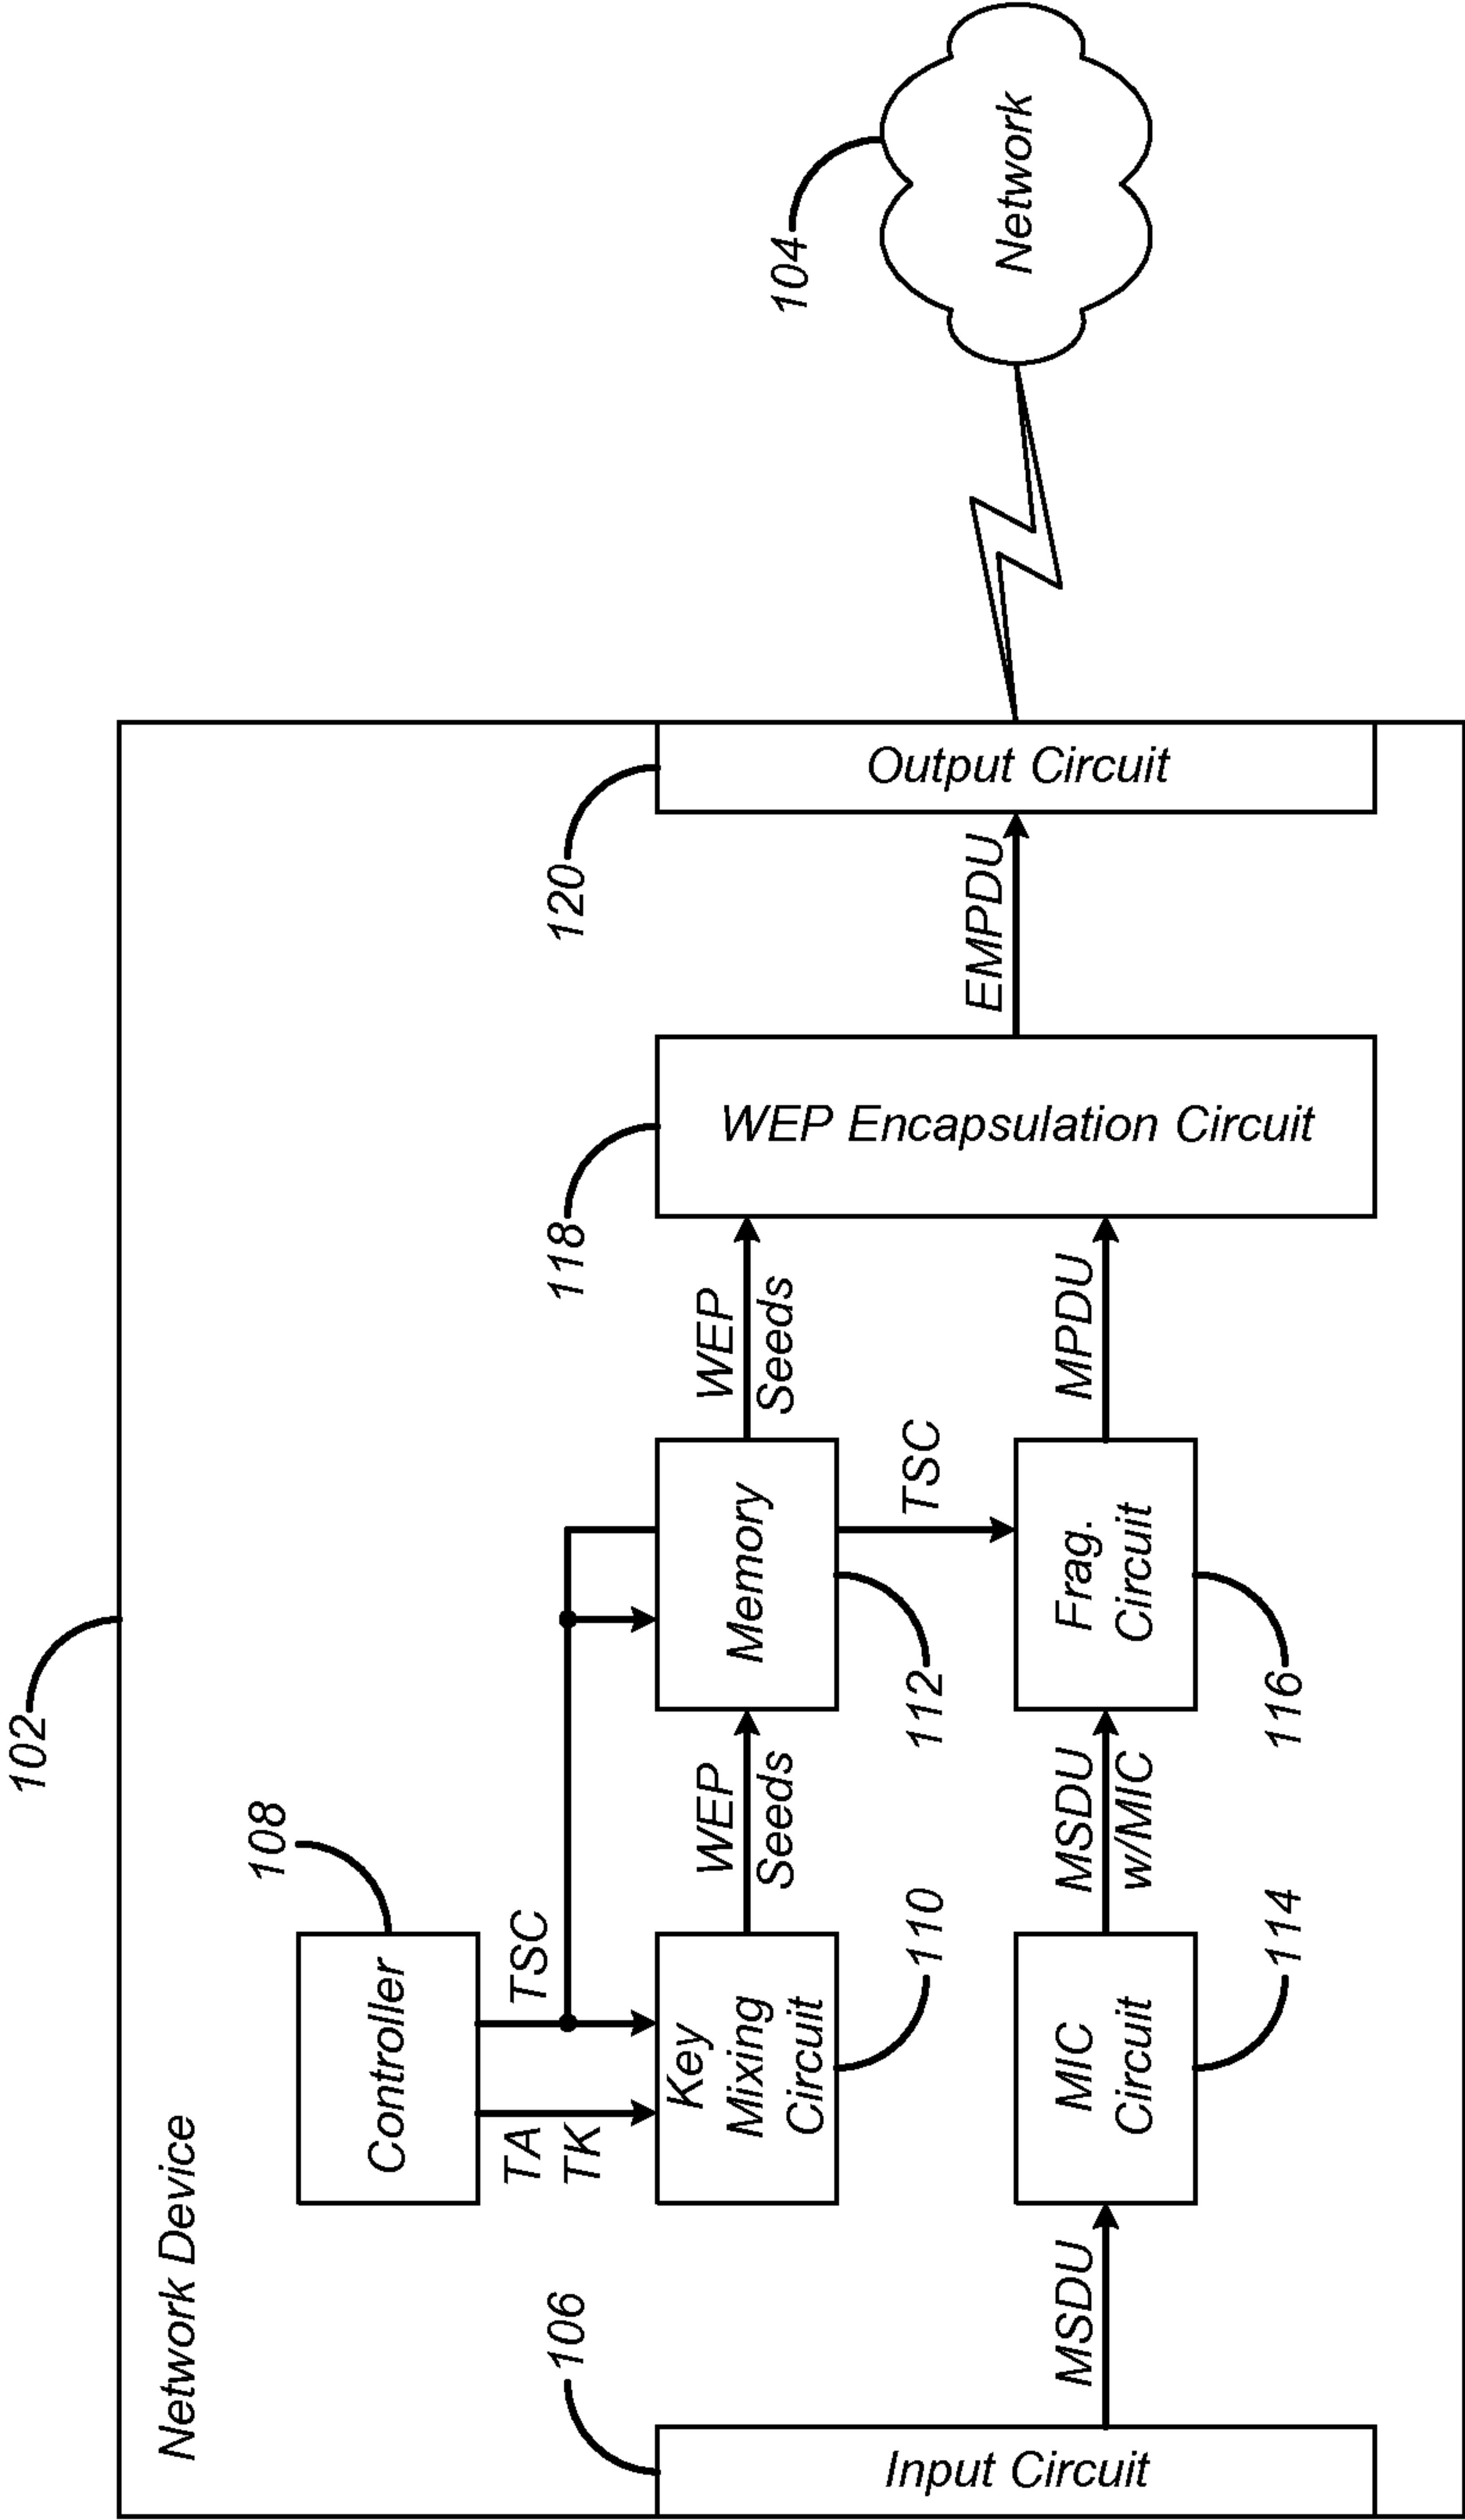 102
Network Device
108
Controller
TA
TK
TSC
106
120
118
104
Key
Mixing
Circuit
WEP
Seeds
Memory
WEP
Seeds
110
112
TSC
Input Circuit
MSDU
MIC
Circuit
MSDU
w/MIC
Frag.
Circuit
MPDU
WEP Encapsulation Circuit
EMPDU
Output Circuit
Network
114
116